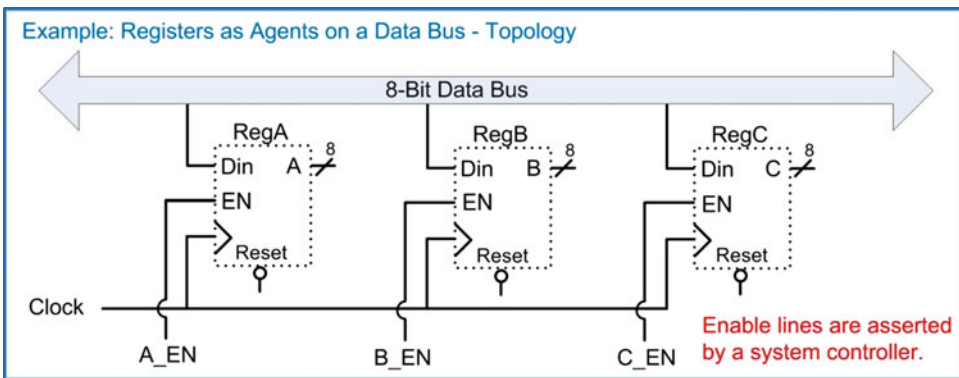 Example: Registers as Agents on a Data Bus - Topology
8-Bit Data Bus
RegA
RegB
RegC
Din A 8
Din B 8
Din C 8
EN
EN
EN
Reset
Reset
Reset
Clock
A_EN
B_EN
C_EN
Enable lines are asserted
by a system controller.